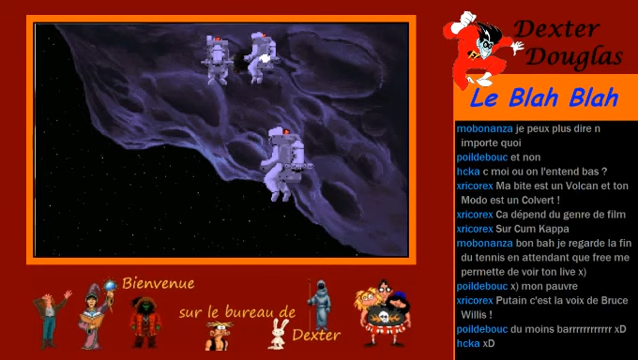 Dexter
Douglas
Le Blah Blah
mobonanza je peux plus dire n
importe quoi
poildebouc et non
hcka c moi ou on l'entend bas ?
xricorex Ma bite est un Volcan et ton
Modo est un Colvert !
xricorex Ca dépend du genre de film
xricorex Sur Cum Kappa
mobonanza bon bah je regarde la fin
du tennis en attendant que free me
permette de voir ton live x)
poildebouc x) mon pauvre
xricorex Putain c'est la voix de Bruce
Willis !
poildebouc du moins barrrrrrrrrrrr xD
hcka xD
Bienvenue
sur le bureau de
Dexter